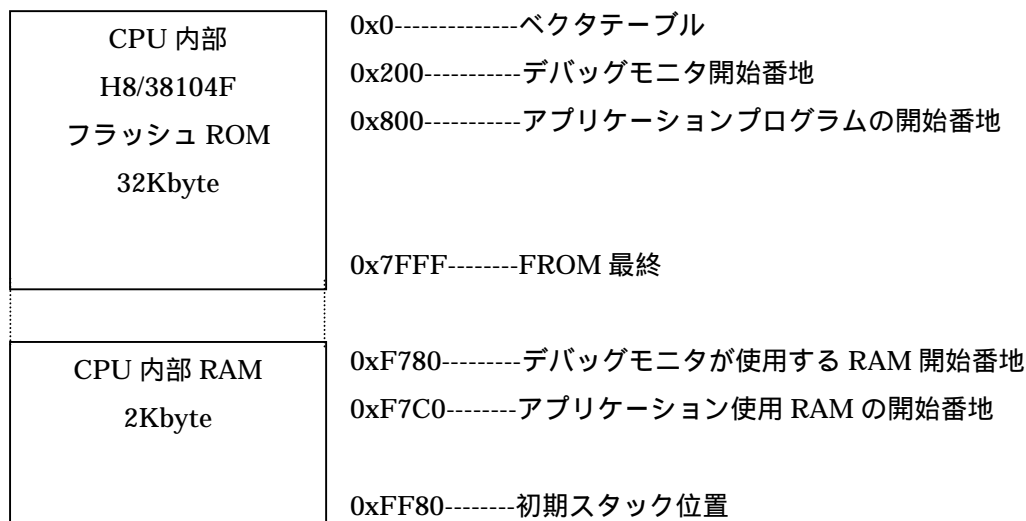 CPU 内部
H8/38104F
フラッシュ ROM
32Kbyte
0x0--------------ベクタテーブル
0x200-----------デバッグモニタ開始番地
0x800-----------アプリケーションプログラムの開始番地
0x7FFF--------FROM 最終
CPU 内部 RAM
2Kbyte
0xF780---------デバッグモニタが使用する RAM 開始番地
0xF7C0--------アプリケーション使用 RAM の開始番地
0xFF80--------初期スタック位置